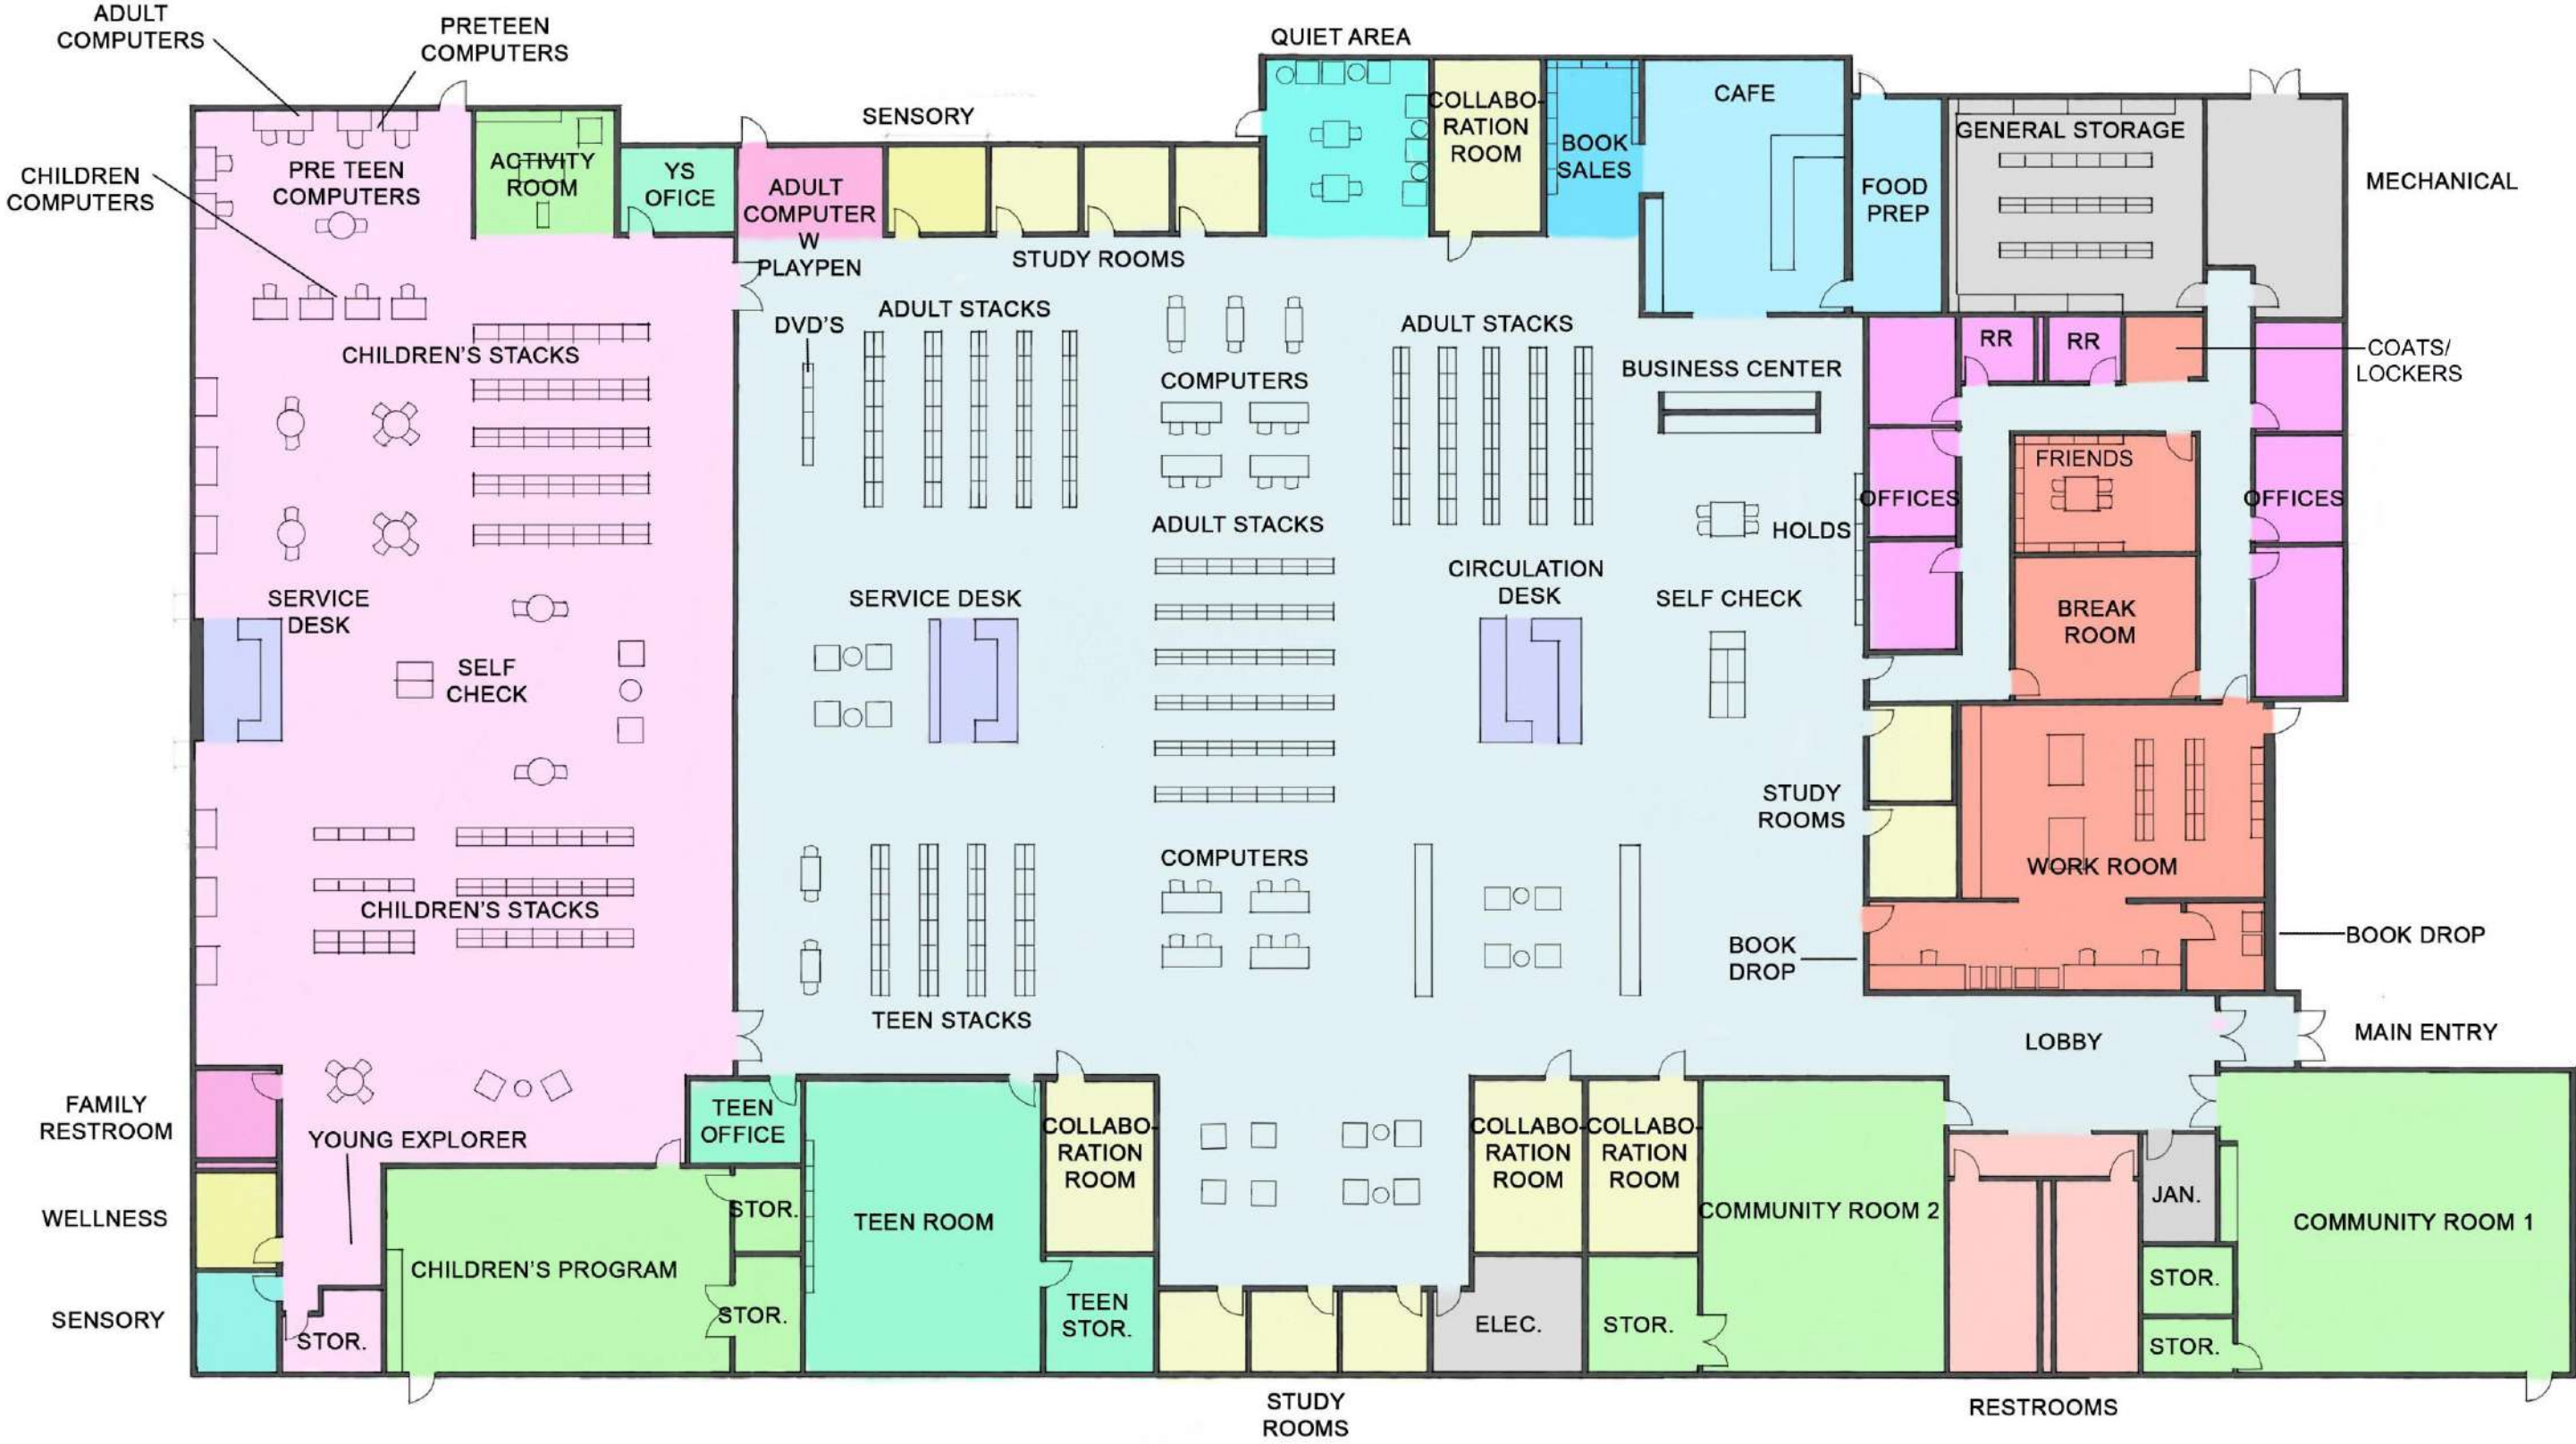 ADULT
COMPUTERS
PRETEEN
COMPUTERS
QUIET AREA
SENSORY
CHILDREN
COMPUTERS
PRE TEEN
COMPUTERS
ACTIVITY
ROOM
YS
OFICE
ADULT
COMPUTER
W
PLAYPEN
STUDY ROOMS
COLLABO-
RATION
ROOM
BOOK
SALES
CAFE
FOOD
PREP
GENERAL STORAGE
MECHANICAL
CHILDREN'S STACKS
DVD'S
ADULT STACKS
COMPUTERS
ADULT STACKS
BUSINESS CENTER
RR
RR
COATS/
LOCKERS
OFFICES
FRIENDS
OFFICES
HOLDS
ADULT STACKS
SERVICE
DESK
SELF
CHECK
SERVICE DESK
CIRCULATION
DESK
SELF CHECK
BREAK
ROOM
STUDY
ROOMS
WORK ROOM
CHILDREN'S STACKS
COMPUTERS
BOOK
DROP
BOOK DROP
TEEN STACKS
LOBBY
MAIN ENTRY
FAMILY
RESTROOM
YOUNG EXPLORER
TEEN
OFFICE
COLLABO-
RATION
ROOM
COLLABO-
RATION
ROOM
COLLABO-
RATION
ROOM
WELLNESS
STOR.
TEEN ROOM
COMMUNITY ROOM 2
JAN.
COMMUNITY ROOM 1
CHILDREN'S PROGRAM
SENSORY
STOR.
STOR.
TEEN
STOR.
ELEC.
STOR.
STOR.
STOR.
STUDY
ROOMS
RESTROOMS